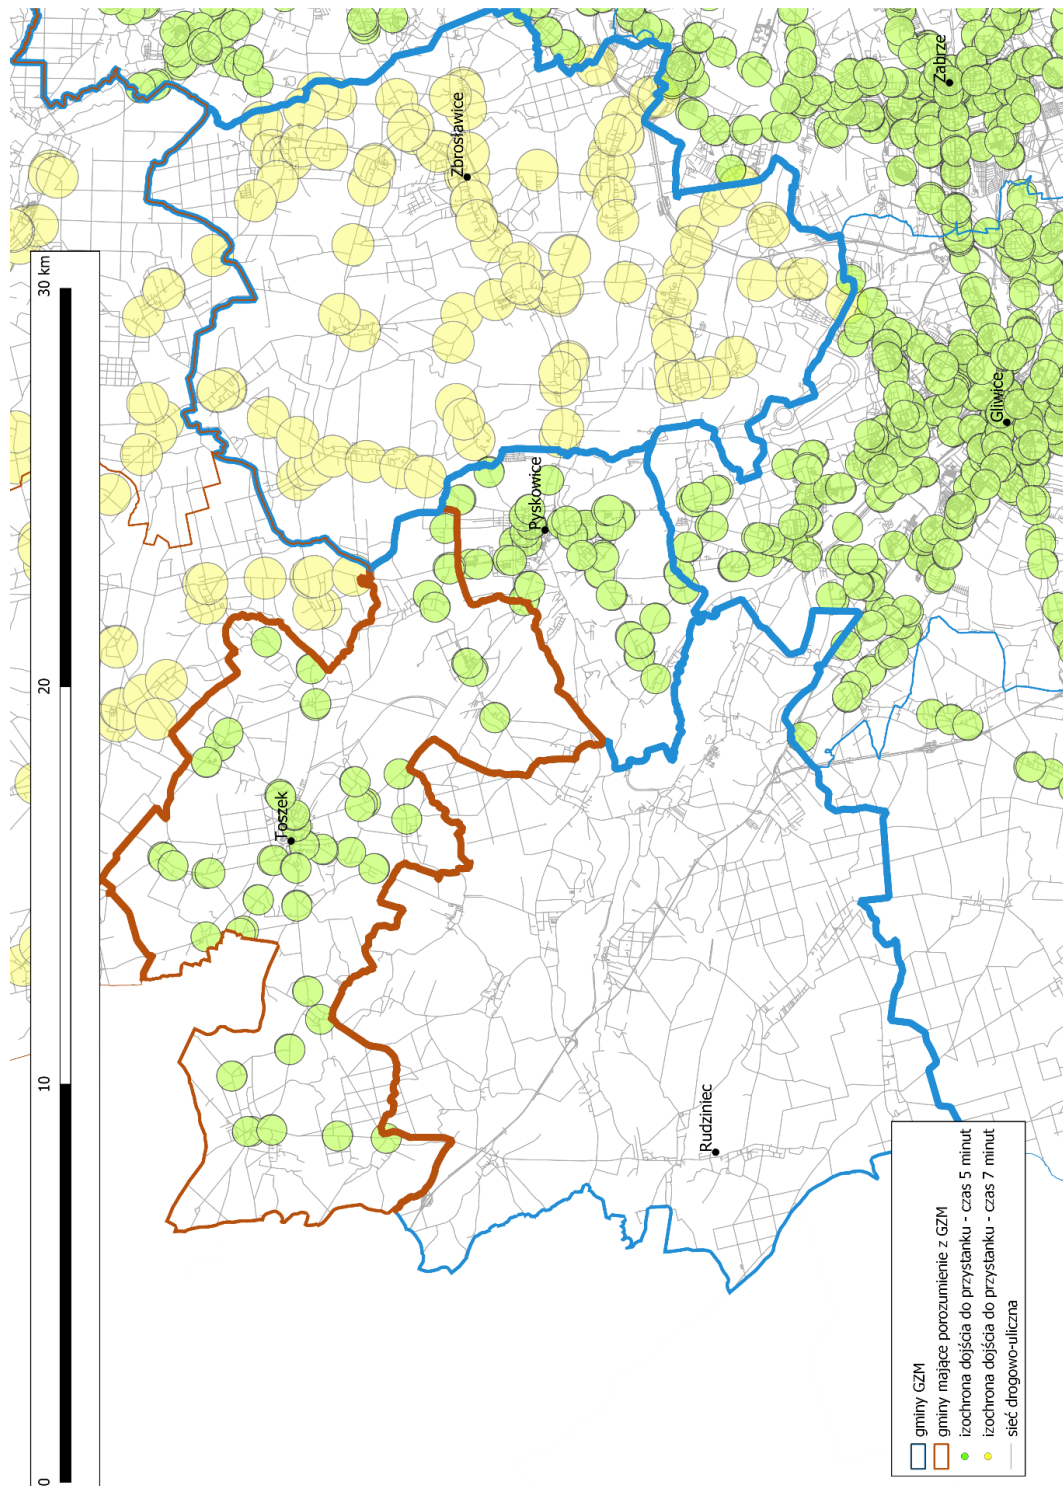 0
10
20
30 km
Zabrze
Zbrosławice
Gliwice
Pyskowice
Toszek
Rudziniec
gminy GZM
gminy mające porozumienie z GZM
izochrona dojścia do przystanku - czas 5 minut
izochrona dojścia do przystanku - czas 7 minut
sieć drogowo-uliczna